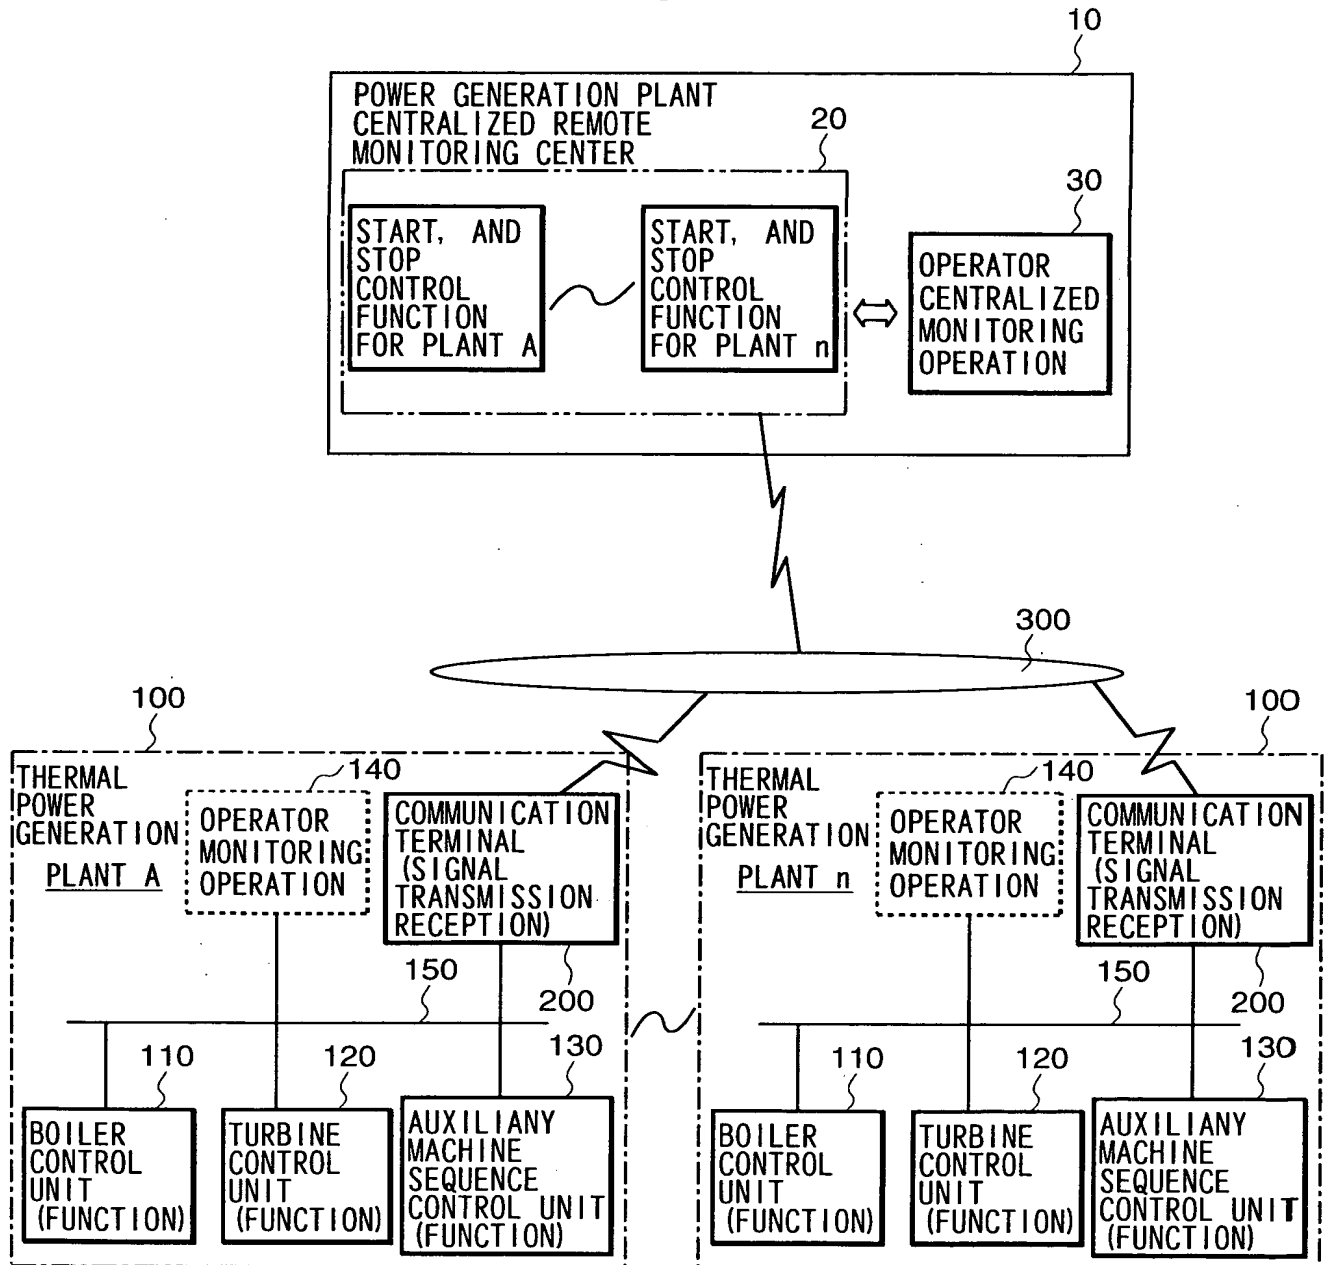 10
POWER GENERATION PLANT
CENTRALIZED REMOTE
MONITORING CENTER
20
30
START, AND
STOP
CONTROL
FUNCTION
FOR PLANT A
START, AND
STOP
CONTROL
FUNCTION
FOR PLANT n
OPERATOR
CENTRALIZED
MONITORING
OPERATION
300
100
THERMAL
POWER
GENERATION
PLANT A
140
OPERATOR
MONITORING
OPERATION
COMMUNICATION
TERMINAL
(SIGNAL
TRANSMISSION
RECEPTION)
200
150
110
120
130
BOILER
CONTROL
UNIT
(FUNCTION)
TURBINE
CONTROL
UNIT
(FUNCTION)
AUXILIANY
MACHINE
SEQUENCE
CONTROL UNIT
(FUNCTION)
100
THERMAL
POWER
GENERATION
PLANT n
140
OPERATOR
MONITORING
OPERATION
COMMUNICATION
TERMINAL
(SIGNAL
TRANSMISSION
RECEPTION)
200
150
110
120
130
BOILER
CONTROL
UNIT
(FUNCTION)
TURBINE
CONTROL
UNIT
(FUNCTION)
AUXILIANY
MACHINE
SEQUENCE
CONTROL UNIT
(FUNCTION)